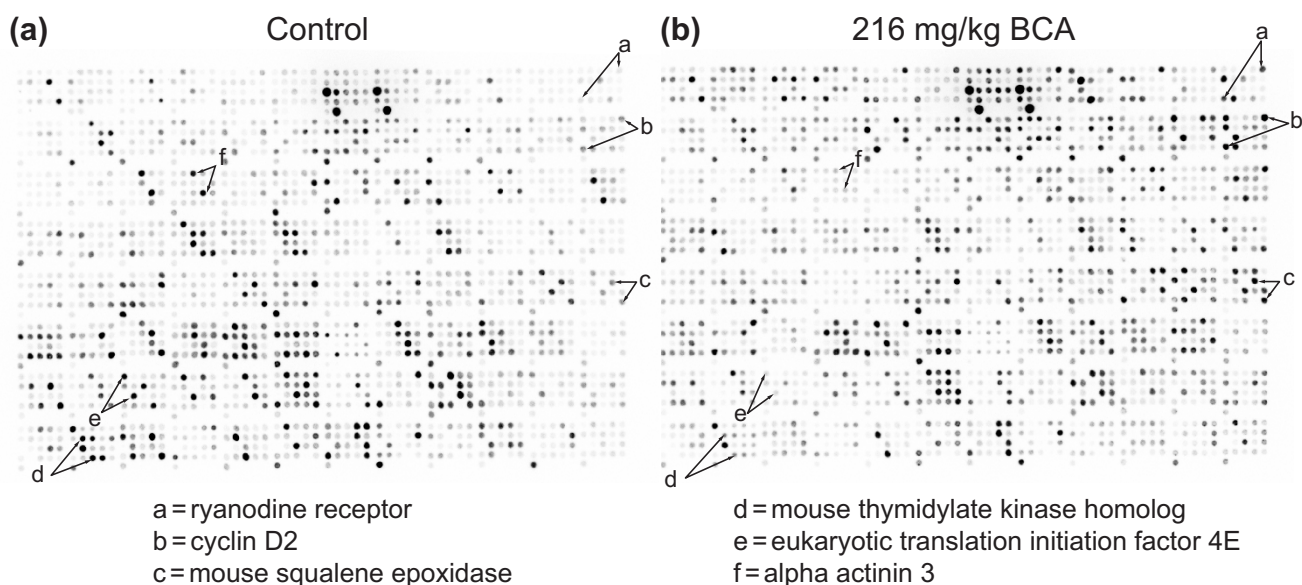 (a) Control
(b) 216 mg/kg BCA
a
b
f
c
e
d
a
b
f
c
e
d
a = ryanodine receptor
b = cyclin D2
c = mouse squalene epoxidase
d = mouse thymidylate kinase homolog
e = eukaryotic translation initiation factor 4E
f = alpha actinin 3